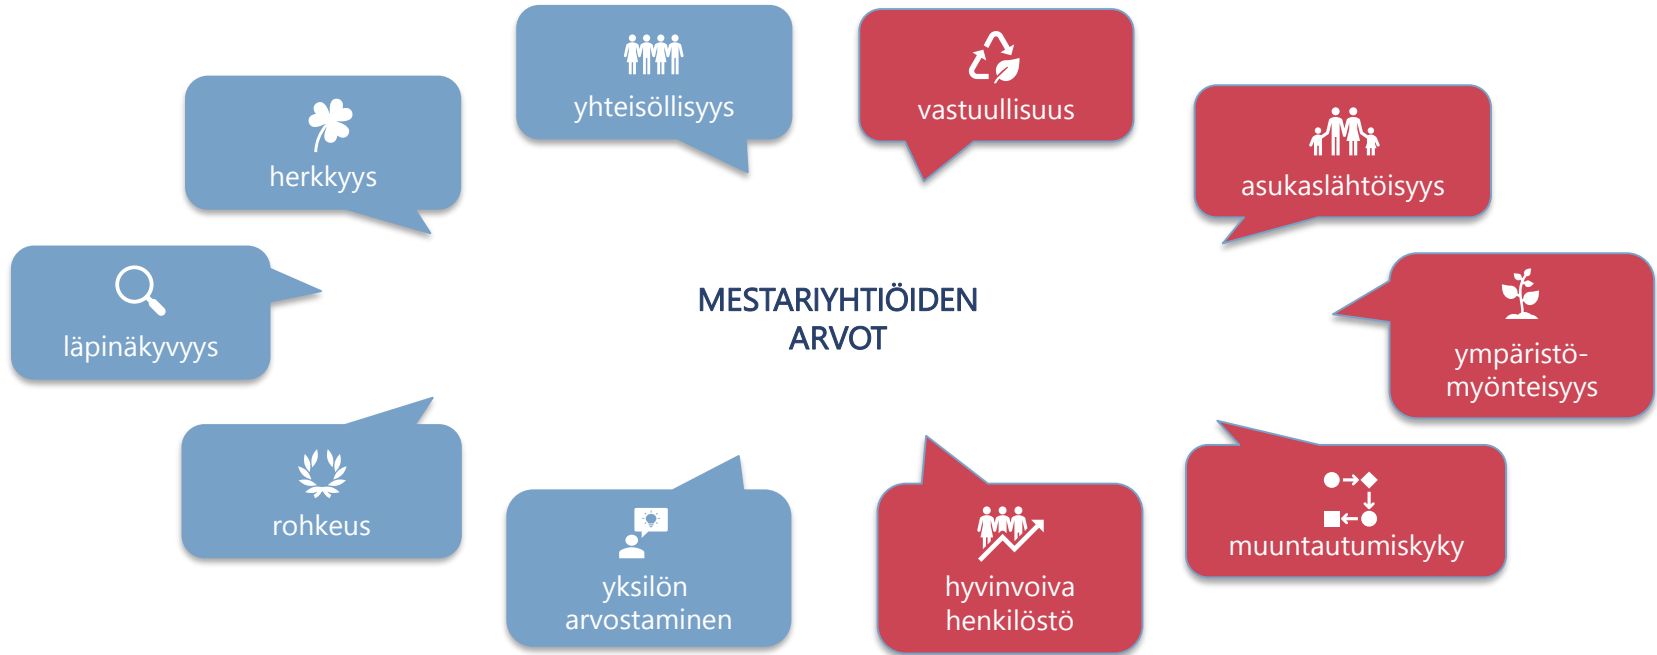 yhteisöllisyys
vastuullisuus
herkkyys
asukaslähtöisyys
MESTARIYHTIÖIDEN
ARVOT
läpinäkyvyys
ympäristö-
myönteisyys
rohkeus
muuntautumiskyky
yksilön
arvostaminen
hyvinvoiva
henkilöstö